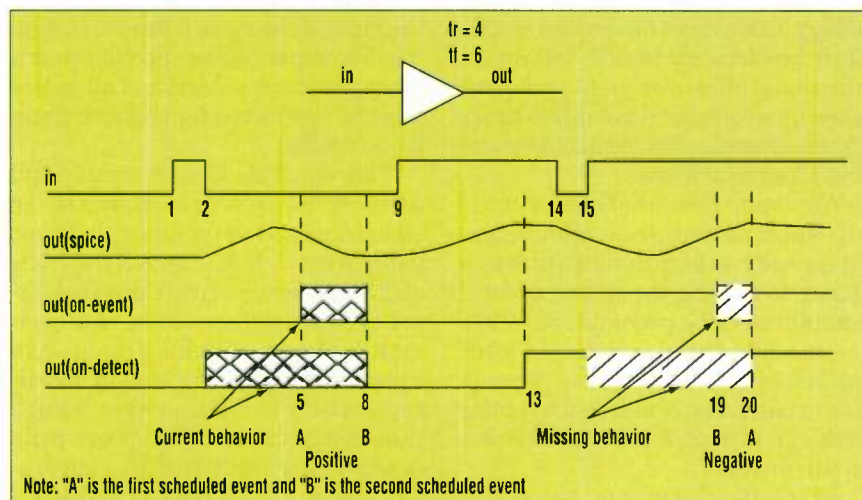 tr = 4
tf = 6
in out
in
1 2 9 14 15
out(spice)
out(on-event)
out(on-detect)
5 8 13 19 20
Current behavior A B Missing behavior B A
Positive Negative
Note: "A" is the first scheduled event and "B" is the second scheduled event